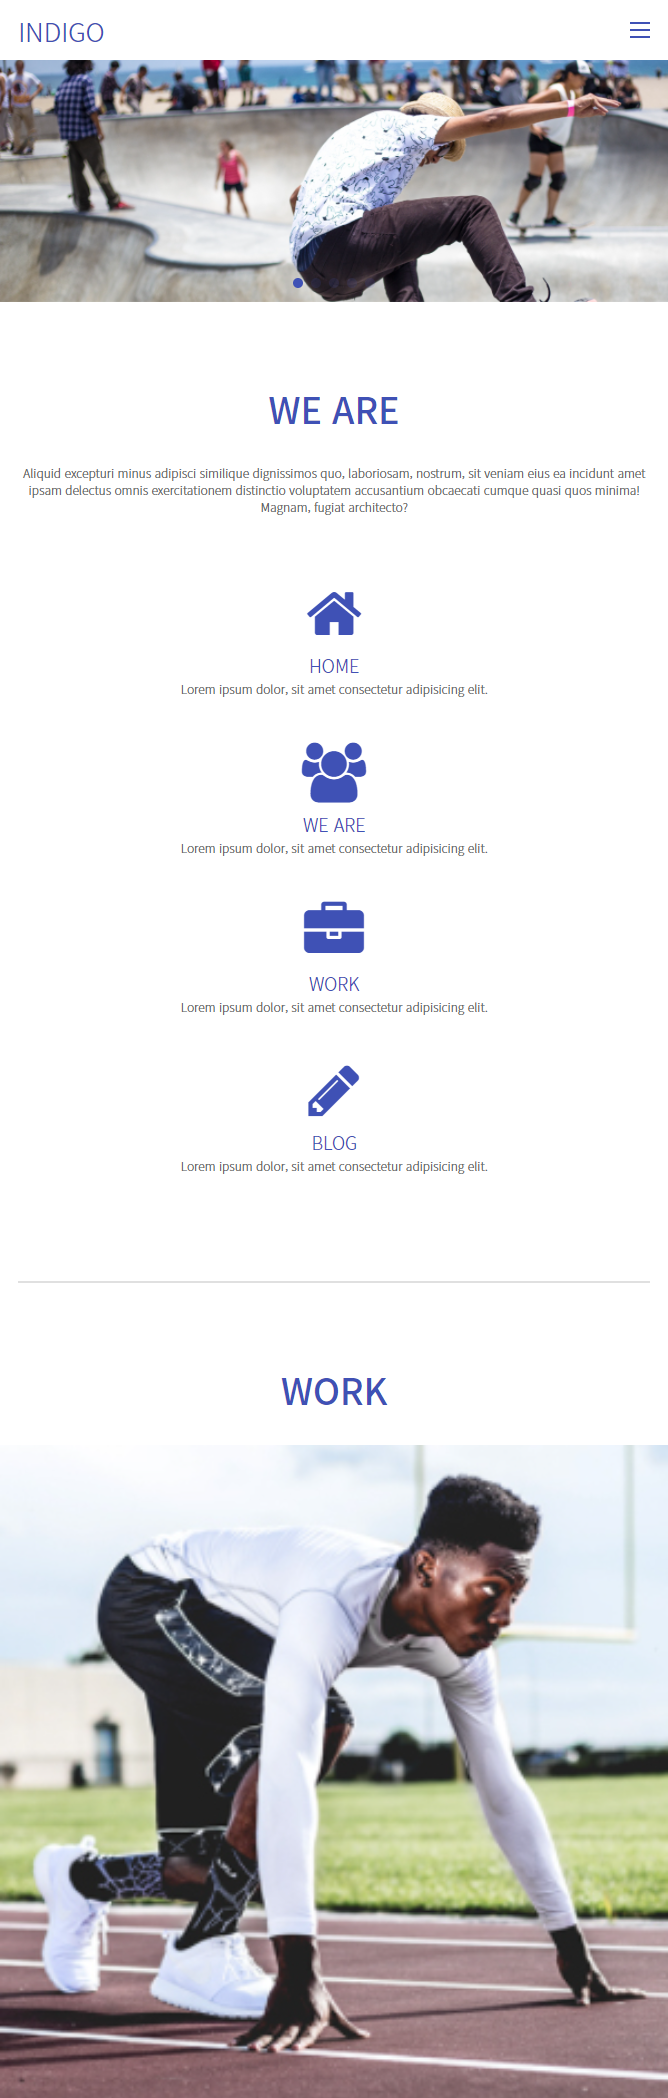 INDIGO
WE ARE
Aliquid excepturi minus adipisci similique dignissimos quo, laboriosam, nostrum, sit veniam eius ea incidunt amet
ipsam delectus omnis exercitationem distinctio voluptatem accusantium obcaecati cumque quasi quos minima!
Magnam, fugiat architecto?
HOME
Lorem ipsum dolor, sit amet consectetur adipisicing elit.
WE ARE
Lorem ipsum dolor, sit amet consectetur adipisicing elit.
WORK
Lorem ipsum dolor, sit amet consectetur adipisicing elit.
BLOG
Lorem ipsum dolor, sit amet consectetur adipisicing elit.
WORK